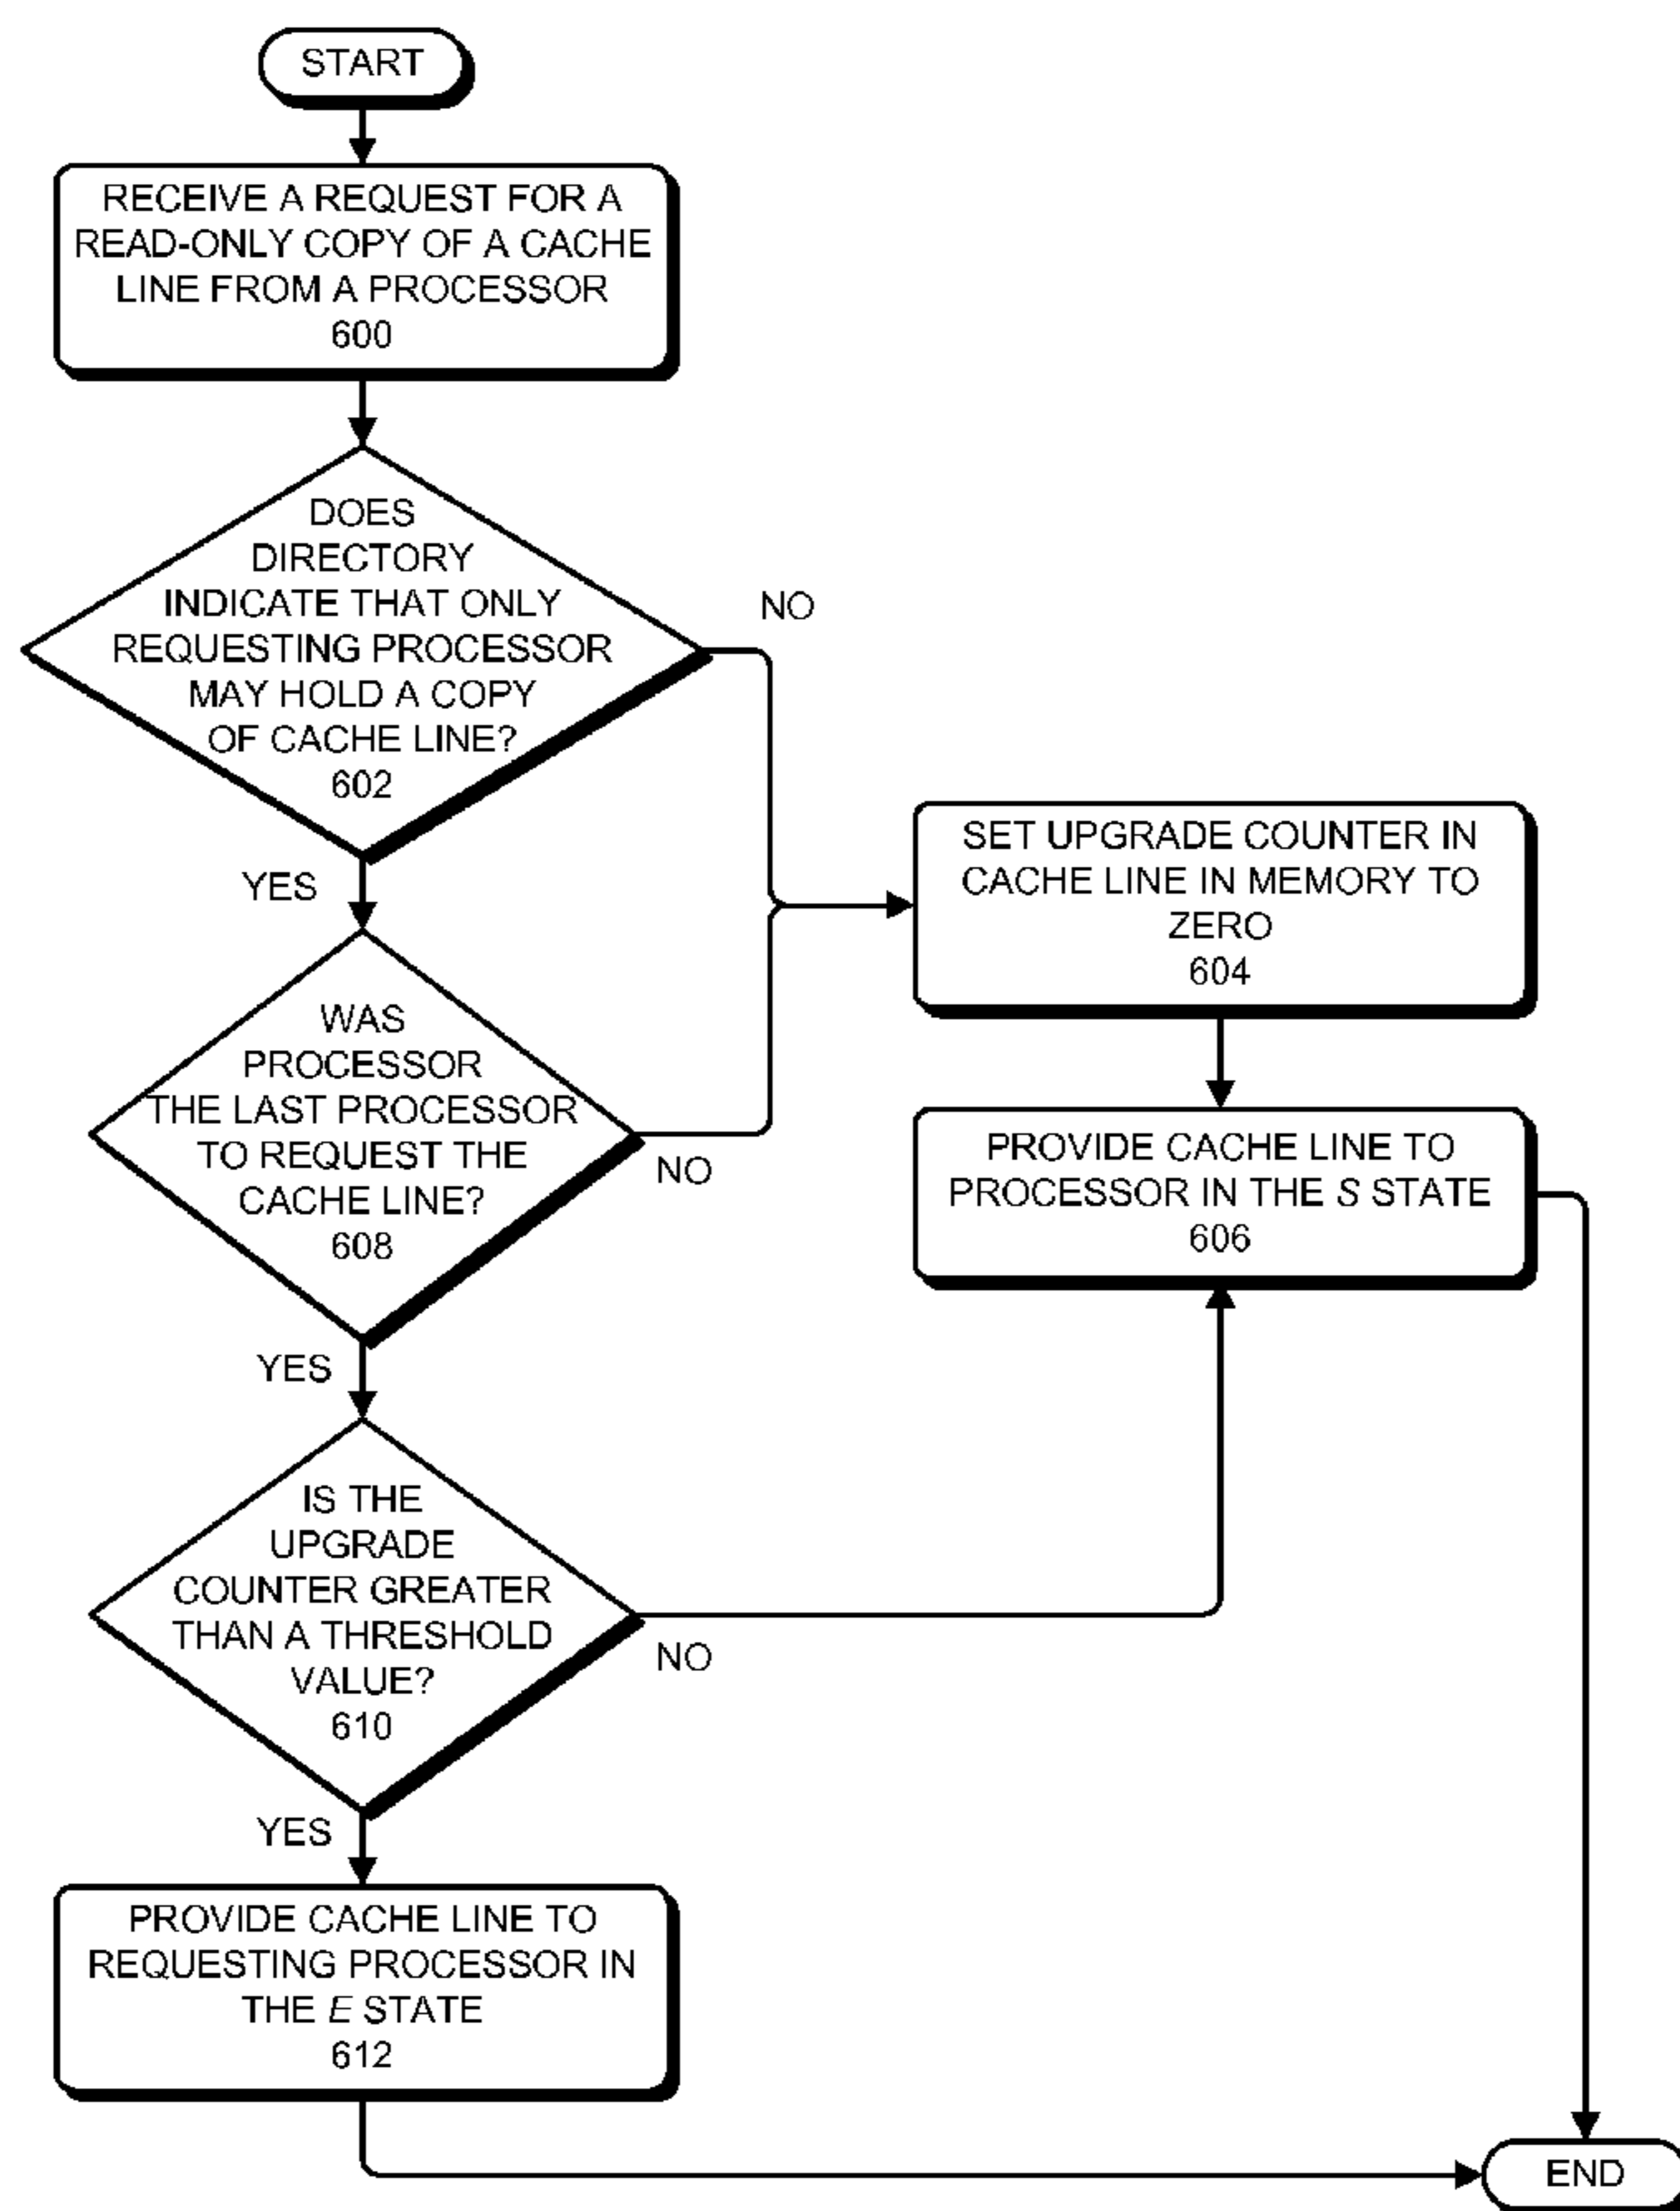 START
RECEIVE A REQUEST FOR A
READ-ONLY COPY OF A CACHE
LINE FROM A PROCESSOR
600
DOES
DIRECTORY
INDICATE THAT ONLY
REQUESTING PROCESSOR
MAY HOLD A COPY
OF CACHE LINE?
602
NO
YES
SET UPGRADE COUNTER IN
CACHE LINE IN MEMORY TO
ZERO
604
WAS
PROCESSOR
THE LAST PROCESSOR
TO REQUEST THE
CACHE LINE?
608
NO
YES
PROVIDE CACHE LINE TO
PROCESSOR IN THE S STATE
606
IS THE
UPGRADE
COUNTER GREATER
THAN A THRESHOLD
VALUE?
610
NO
YES
PROVIDE CACHE LINE TO
REQUESTING PROCESSOR IN
THE E STATE
612
END